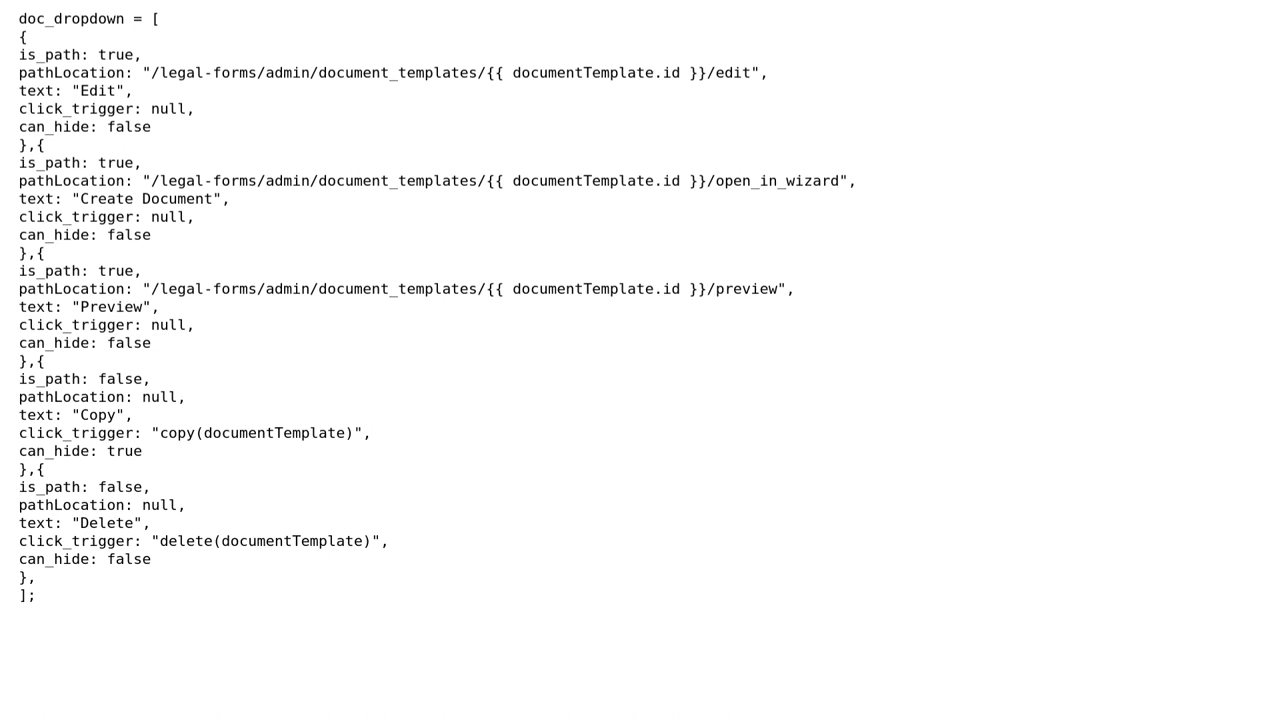 doc_dropdown = [
{
is_path: true,
pathLocation: "/legal-forms/admin/document_templates/{{ documentTemplate.id }}/edit",
text: "Edit",
click_trigger: null,
can_hide: false
},{
is_path: true,
pathLocation: "/legal-forms/admin/document_templates/{{ documentTemplate.id }}/open_in_wizard",
text: "Create Document",
click_trigger: null,
can_hide: false
},{
is_path: true,
pathLocation: "/legal-forms/admin/document_templates/{{ documentTemplate.id }}/preview",
text: "Preview",
click_trigger: null,
can_hide: false
},{
is_path: false,
pathLocation: null,
text: "Copy",
click_trigger: "copy(documentTemplate)",
can_hide: true
},{
is_path: false,
pathLocation: null,
text: "Delete",
click_trigger: "delete(documentTemplate)",
can_hide: false
},
];